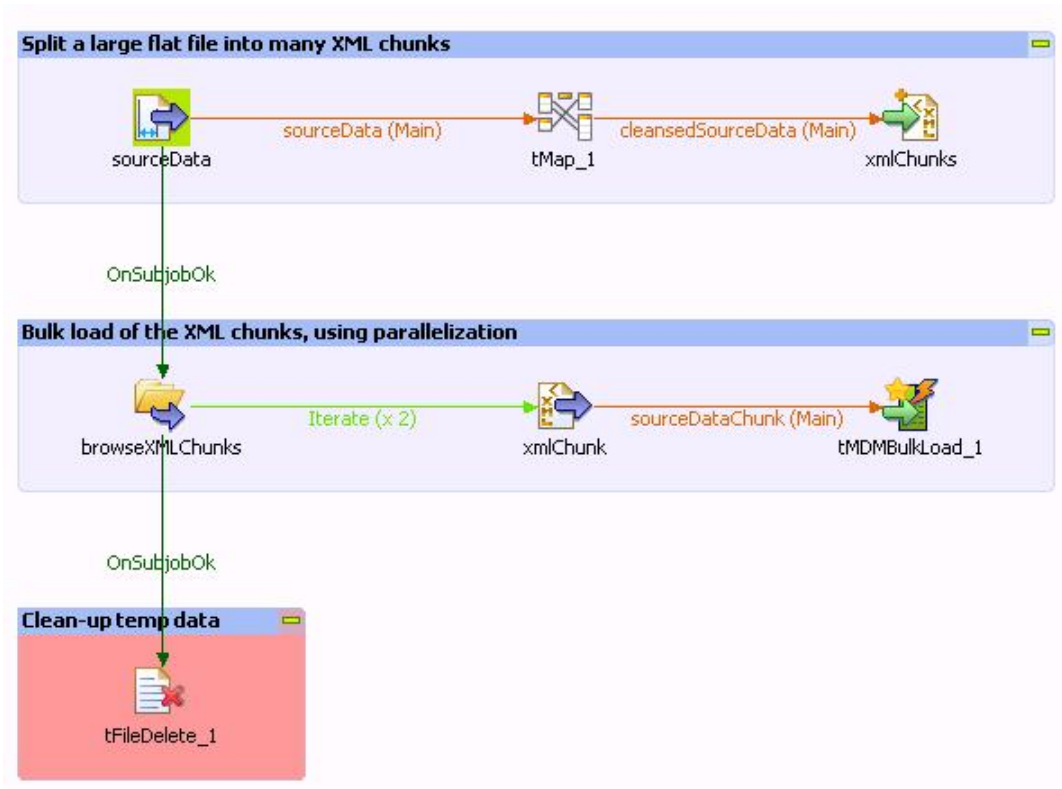 Split a large flat file into many XML chunks
sourceData (Main)
cleansedSourceData (Main)
sourceData
tMap_1
xmlChunks
OnSubjobOk
Bulk load of the XML chunks, using parallelization
Iterate (x 2)
sourceDataChunk (Main)
browseXMLChunks
xmlChunk
tMDMBulkLoad_1
OnSubjobOk
Clean-up temp data
tFileDelete_1